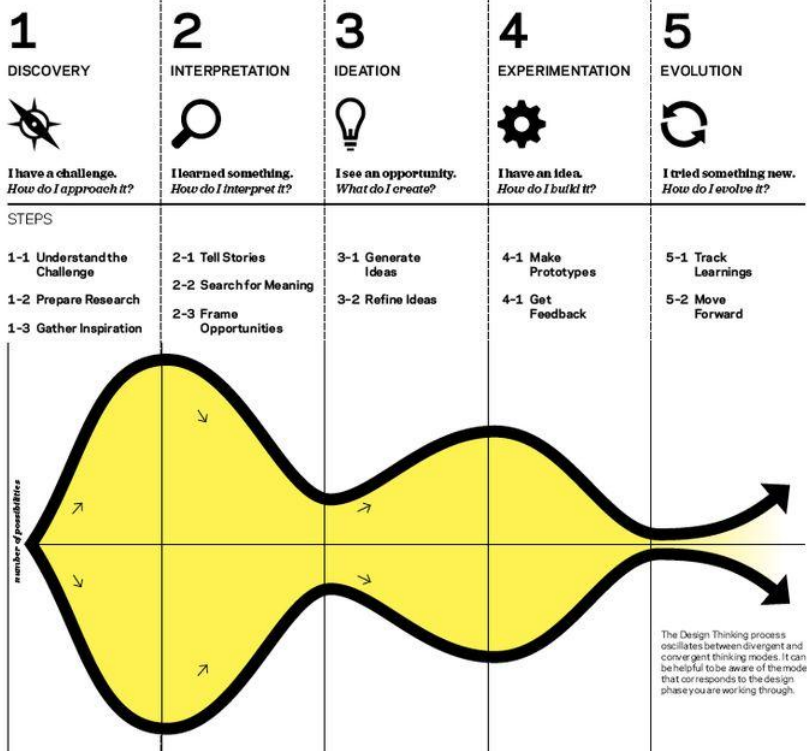 1
DISCOVERY
I have a challenge.
How do I approach it?
2
INTERPRETATION
I learned something.
How do I interpret it?
3
IDEATION
I see an opportunity.
What do I create?
4
EXPERIMENTATION
I have an idea.
How do I build it?
5
EVOLUTION
I tried something new.
How do I evolve it?
STEPS
1-1 Understand the
Challenge
1-2 Prepare Research
1-3 Gather Inspiration
2-1 Tell Stories
2-2 Search for Meaning
2-3 Frame
Opportunities
3-1 Generate
Ideas
3-2 Refine Ideas
4-1 Make
Prototypes
4-1 Get
Feedback
5-1 Track
Learnings
5-2 Move
Forward
number of possibilities
The Design Thinking process
oscillates between divergent and
convergent thinking modes. It can
be helpful to be aware of the mode
that corresponds to the design
phase you are working through.